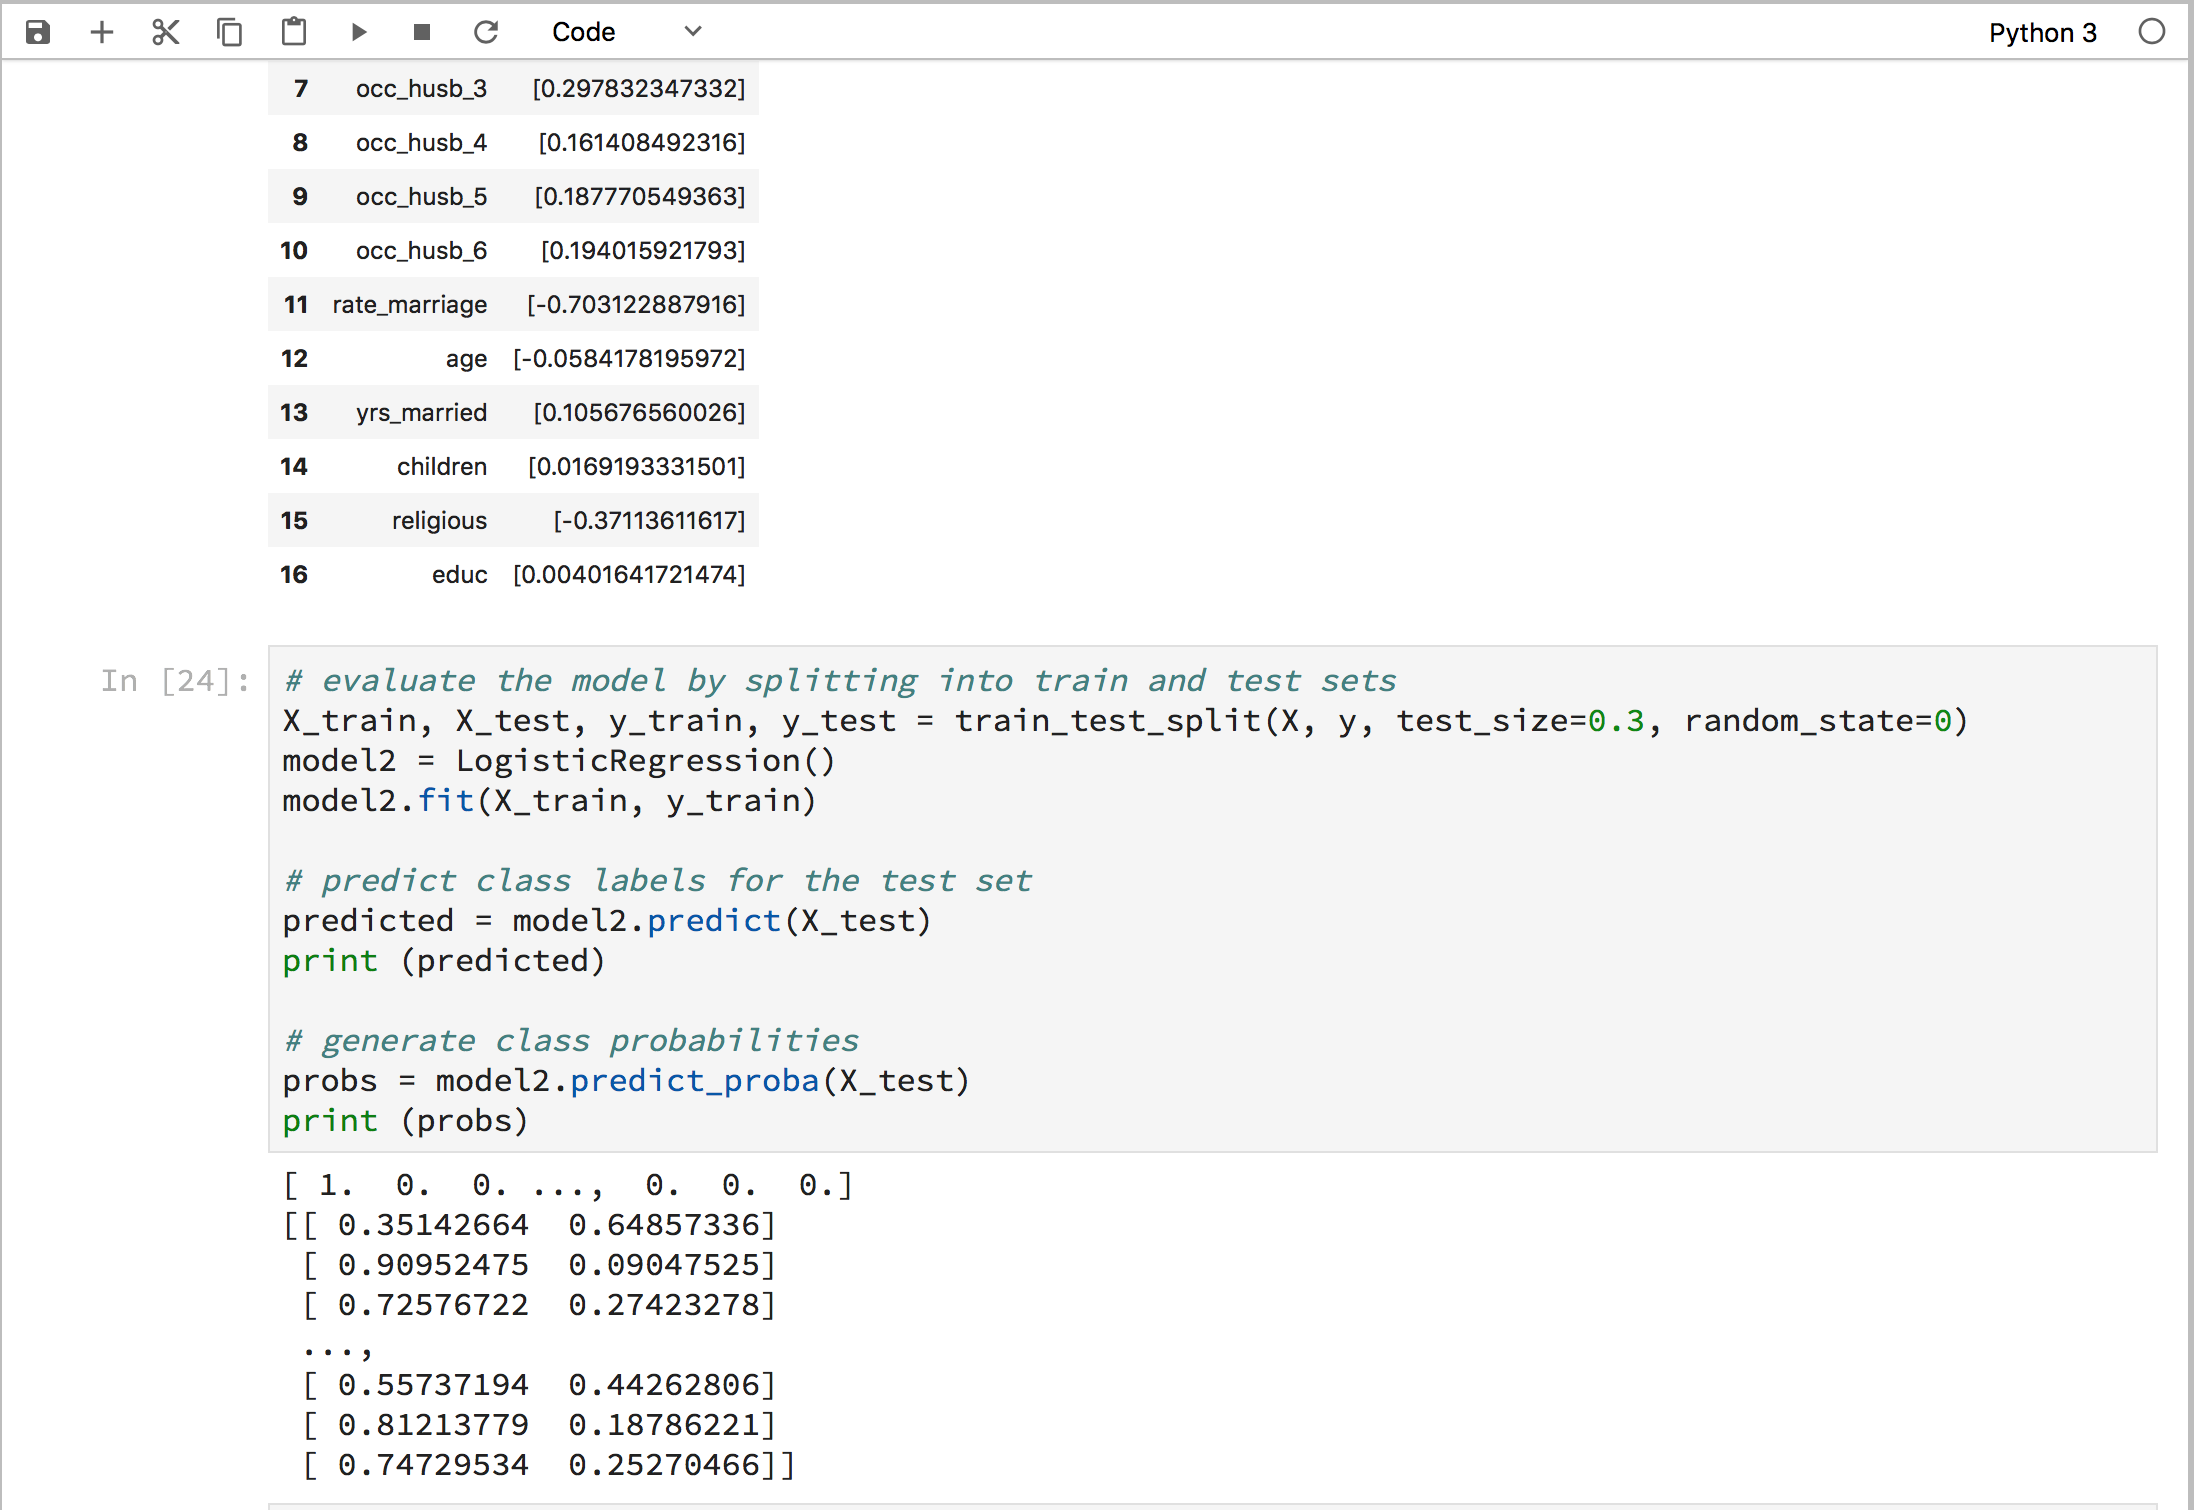 Code Python 3
7 occ_husb_3 [0.297832347332]
8 occ_husb_4 [0.161408492316]
9 occ_husb_5 [0.187770549363]
10 occ_husb_6 [0.194015921793]
11 rate_marriage [-0.703122887916]
12 age [-0.0584178195972]
13 yrs_married [0.105676560026]
14 children [0.0169193331501]
15 religious [-0.37113611617]
16 educ [0.00401641721474]
In [24]: # evaluate the model by splitting into train and test sets
X_train, X_test, y_train, y_test = train_test_split(X, y, test_size=0.3, random_state=0)
model2 = LogisticRegression()
model2.fit(X_train, y_train)
# predict class labels for the test set
predicted = model2.predict(X_test)
print (predicted)
# generate class probabilities
probs = model2.predict_proba(X_test)
print (probs)
[ 1.  0.  0. ...,  0.  0.  0.]
[[ 0.35142664  0.64857336]
[ 0.90952475  0.09047525]
[ 0.72576722  0.27423278]
...,
[ 0.55737194  0.44262806]
[ 0.81213779  0.18786221]
[ 0.74729534  0.25270466]]